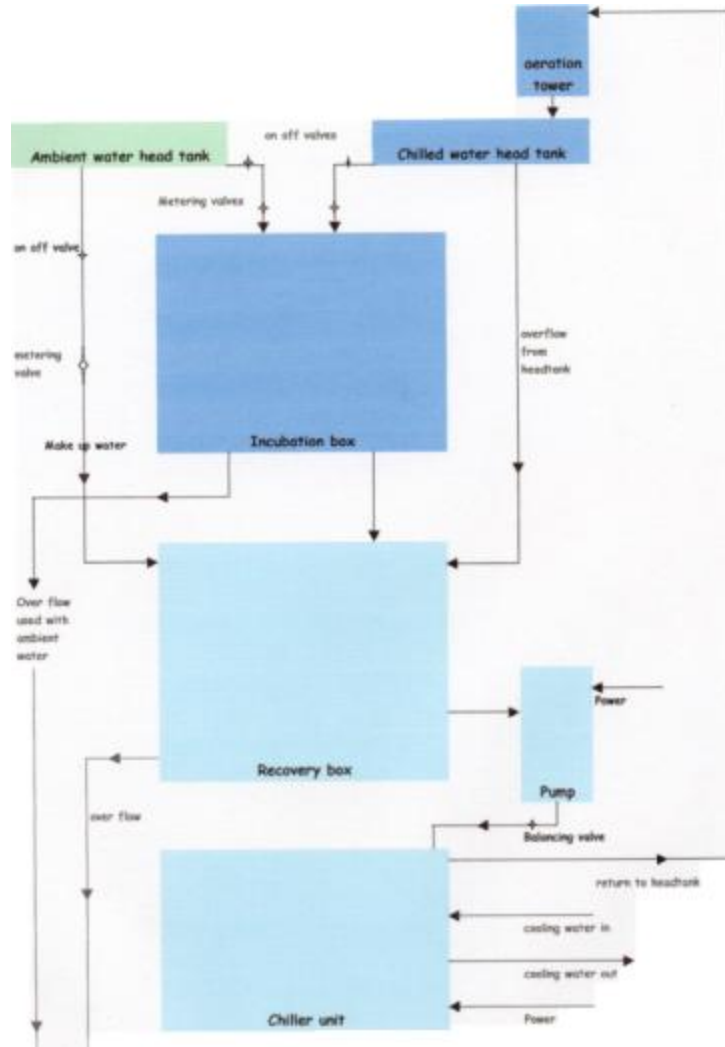 aeration
tower
on off valves
Ambient water head tank
Chilled water head tank
Metering valves
on off valve
overflow
from
headtank
metering
valve
Incubation box
Make up water
Over flow
used with
ambient
water
Power
Recovery box
Pump
over flow
Balancing valve
return to headtank
cooling water in
cooling water out
Chiller unit
Power